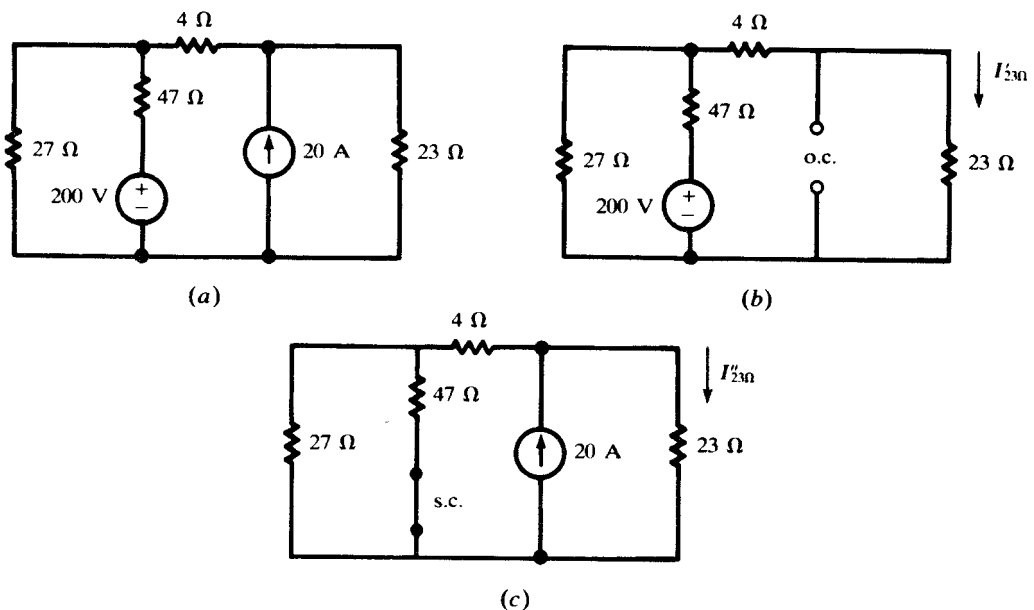 4 Ω
47 Ω
27 Ω
20 A
23 Ω
200 V
+
−
(a)
4 Ω
I′23Ω
47 Ω
27 Ω
o.c.
23 Ω
200 V
+
−
(b)
4 Ω
I″23Ω
47 Ω
27 Ω
20 A
23 Ω
s.c.
(c)